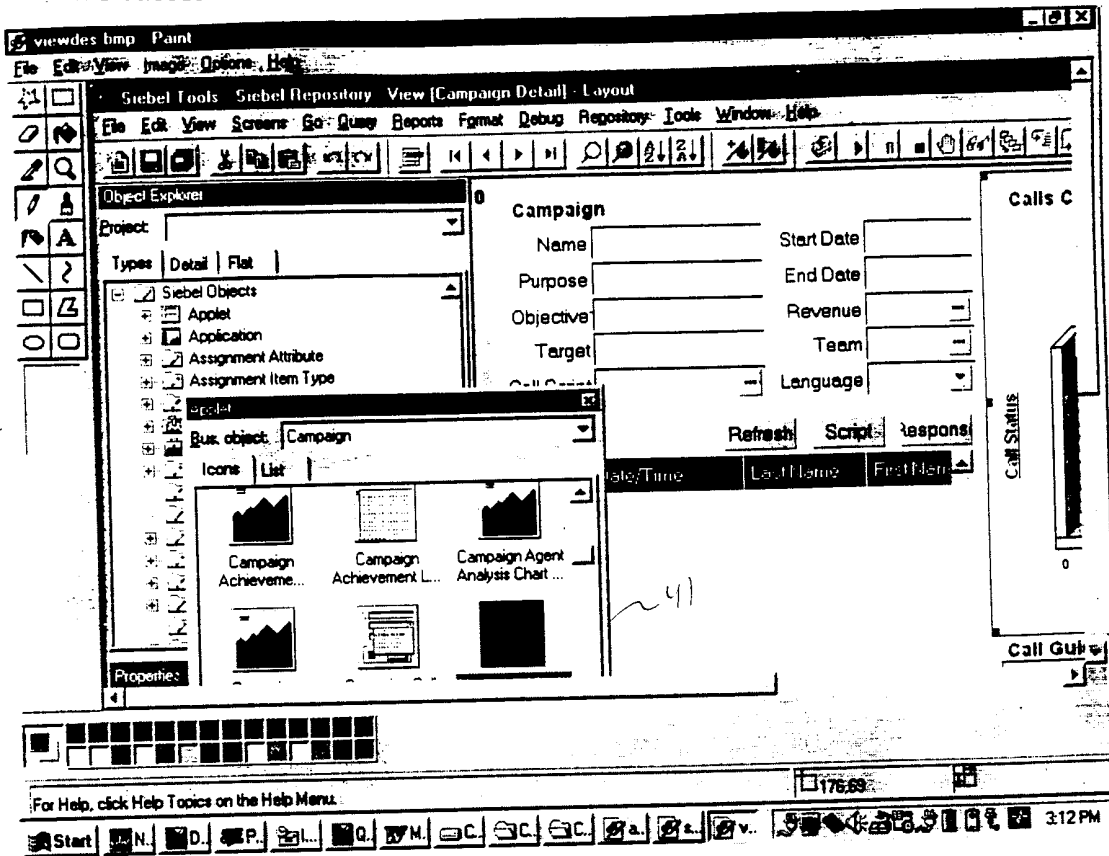 viewdes.bmp - Paint
File Edit View Image Options Help
Siebel Tools - Siebel Repository - View [Campaign Detail] - Layout
File Edit View Screens Go Query Reports Format Debug Repository Tools Window Help
Object Explorer
Project:
Types Detail Flat
Siebel Objects
Applet
Application
Assignment Attribute
Assignment Item Type
0
Campaign
Name
Purpose
Objective
Target
Call Script
Start Date
End Date
Revenue
Team
Language
Refresh Script Respons
Date/Time Last Name First Nam
Calls C
Call Status
0
Call Gui
Applet
Bus. object: Campaign
Icons List
Campaign Achieveme...
Campaign Achievement L...
Campaign Agent Analysis Chart ...
41
Properties
For Help, click Help Topics on the Help Menu.
176,69
Start N.. D.. P.. L.. Q.. M.. C.. C.. C.. a.. s.. v.. 3:12 PM